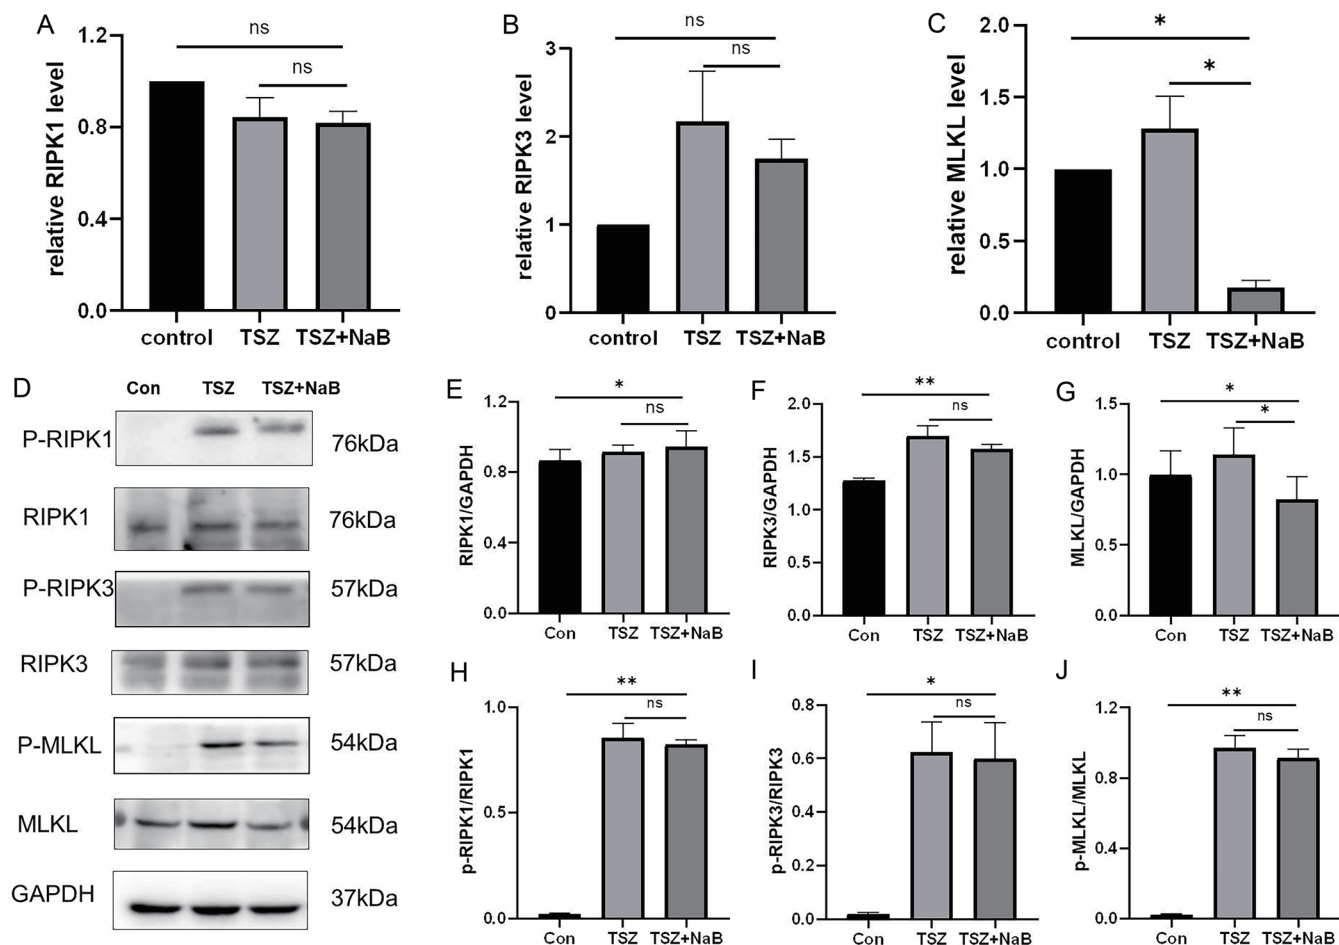 A
relative RIPK1 level
1.2
0.8
0.4
0.0
ns
ns
control TSZ TSZ+NaB
B
relative RIPK3 level
3
2
1
0
ns
ns
control TSZ TSZ+NaB
C
relative MLKL level
2.0
1.5
1.0
0.5
0.0
*
*
control TSZ TSZ+NaB
D
Con TSZ TSZ+NaB
P-RIPK1 76kDa
RIPK1 76kDa
P-RIPK3 57kDa
RIPK3 57kDa
P-MLKL 54kDa
MLKL 54kDa
GAPDH 37kDa
E
RIPK1/GAPDH
1.2
0.8
0.4
0.0
*
ns
Con TSZ TSZ+NaB
F
RIPK3/GAPDH
2.0
1.5
1.0
0.5
0.0
**
ns
Con TSZ TSZ+NaB
G
MLKL/GAPDH
1.5
1.0
0.5
0.0
*
*
Con TSZ TSZ+NaB
H
p-RIPK1/RIPK1
1.0
0.5
0.0
**
ns
Con TSZ TSZ+NaB
I
p-RIPK3/RIPK3
0.8
0.6
0.4
0.2
0.0
*
ns
Con TSZ TSZ+NaB
J
p-MLKL/MLKL
1.2
0.8
0.4
0.0
**
ns
Con TSZ TSZ+NaB